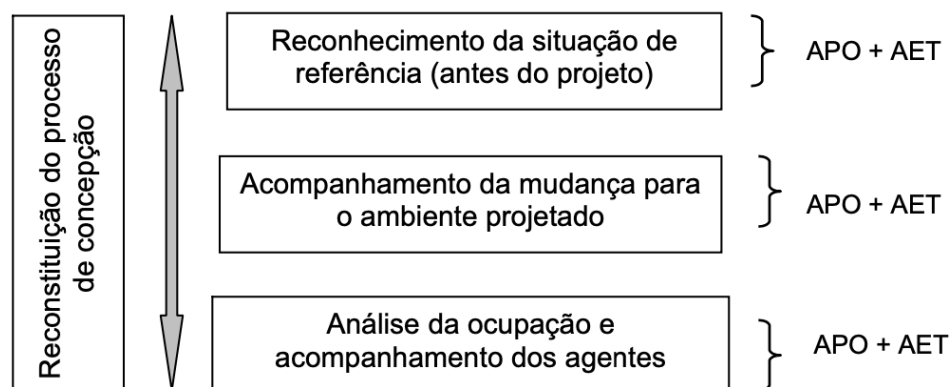 Reconstituição do processo
de concepção
Reconhecimento da situação de
referência (antes do projeto)
APO + AET
Acompanhamento da mudança para
o ambiente projetado
APO + AET
Análise da ocupação e
acompanhamento dos agentes
APO + AET